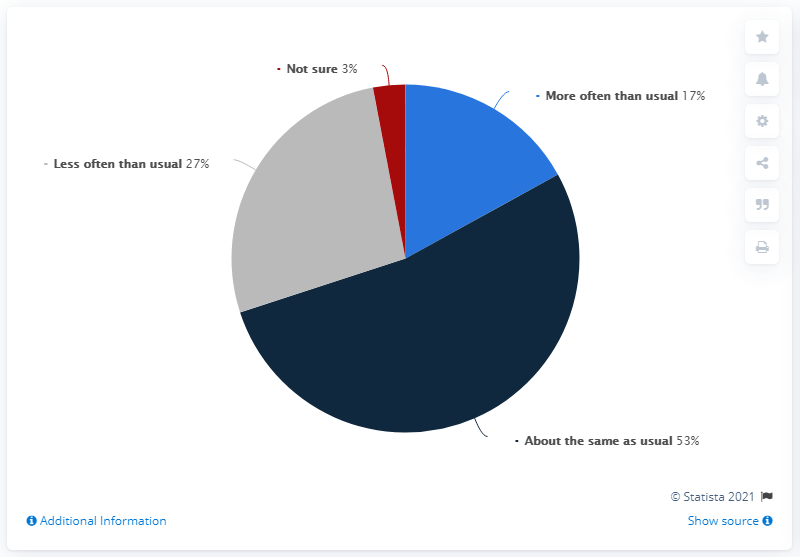 Not sure 3%
More often than usual 17%
Less often than usual 27%
About the same as usual 53%
© Statista 2021
Additional Information
Show source